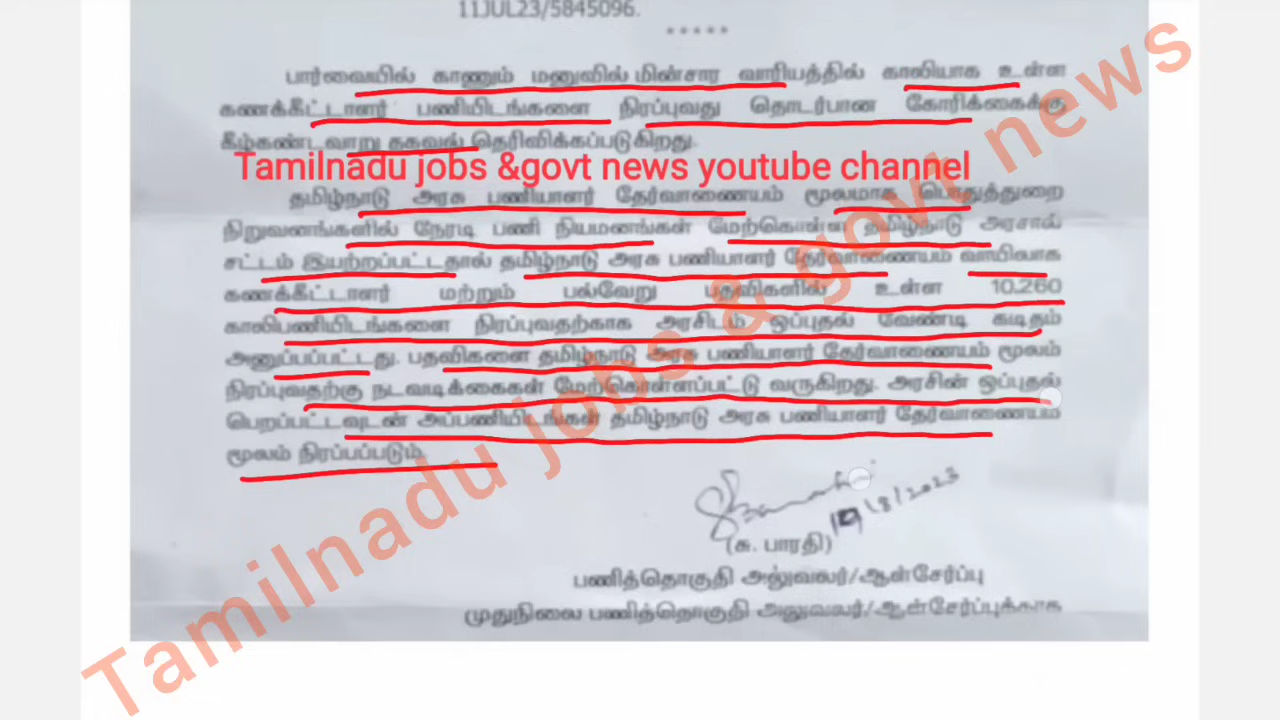 11JUL23/5845096.
*****
பார்வையில் காணும் மனுவில் மின்சார வாரியத்தில் காலியாக உள்ள
கணக்கீட்டாளர் பணியிடங்களை நிரப்புவது தொடர்பான கோரிக்கைக்கு
கீழ்கண்டவாறு தகவல் தெரிவிக்கப்படுகிறது.
Tamilnadu jobs &govt news youtube channel
தமிழ்நாடு அரசு பணியாளர் தேர்வாணையம் மூலமாக பொதுத்துறை
நிறுவனங்களில் நேரடி பணி நியமனங்கள் மேற்கொள்ள தமிழ்நாடு அரசால்
சட்டம் இயற்றப்பட்டதால் தமிழ்நாடு அரசு பணியாளர் தேர்வாணையம் வாயிலாக
கணக்கீட்டாளர் மற்றும் பல்வேறு பதவிகளில் உள்ள 10.260
காலிபணியிடங்களை நிரப்புவதற்காக அரசிடம் ஒப்புதல் வேண்டி கடிதம்
அனுப்பப்பட்டது. பதவிகளை தமிழ்நாடு அரசு பணியாளர் தேர்வாணையம் மூலம்
நிரப்புவதற்கு நடவடிக்கைகள் மேற்கொள்ளப்பட்டு வருகிறது. அரசின் ஒப்புதல்
பெறப்பட்டவுடன் அப்பணியிடங்கள் தமிழ்நாடு அரசு பணியாளர் தேர்வாணையம்
மூலம் நிரப்பப்படும்.
(சு. பாரதி)
பணித்தொகுதி அலுவலர்/ஆள்சேர்ப்பு
முதுநிலை பணித்தொகுதி அலுவலர்/ஆள்சேர்ப்புக்காக
Tamilnadu jobs & govt news